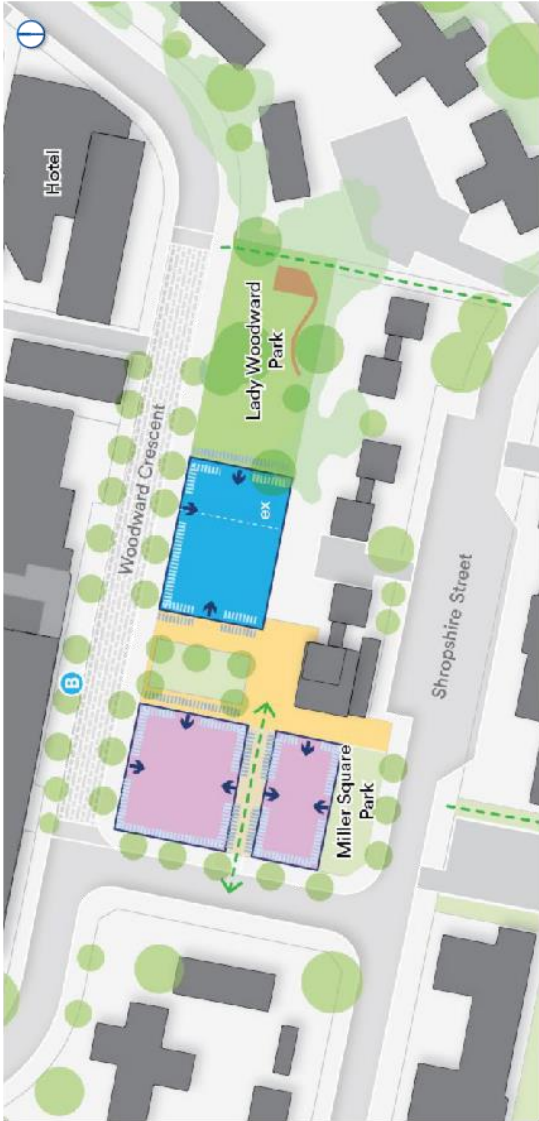 Hotel
Woodward Crescent
Lady Woodward
Park
ex
B
Shropshire Street
Miller Square
Park